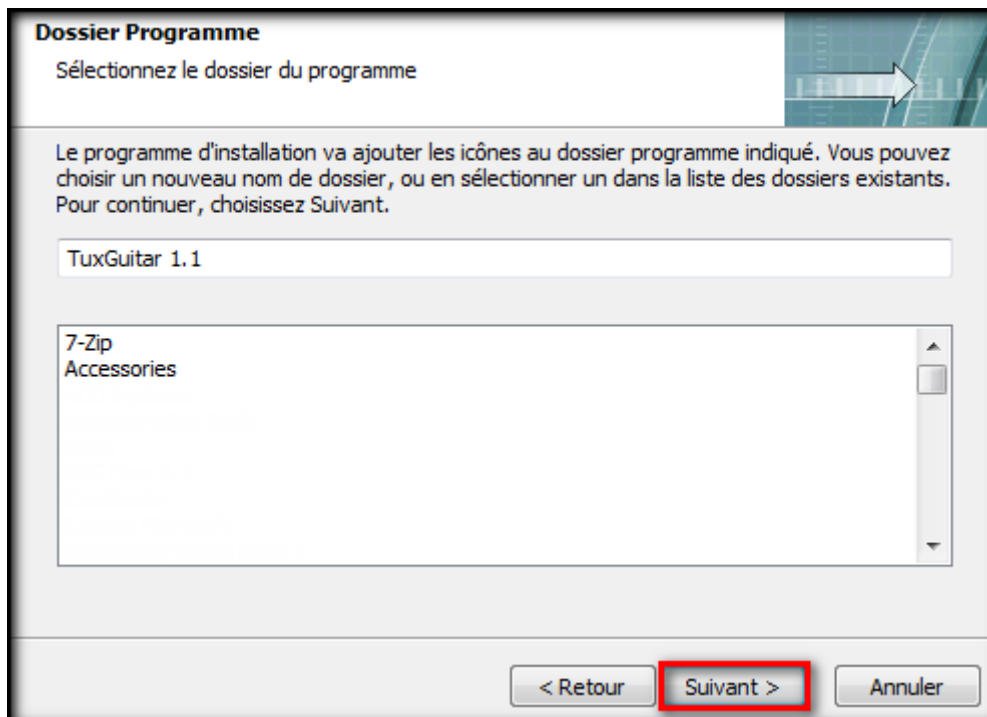 Dossier Programme
Sélectionnez le dossier du programme
Le programme d'installation va ajouter les icônes au dossier programme indiqué. Vous pouvez
choisir un nouveau nom de dossier, ou en sélectionner un dans la liste des dossiers existants.
Pour continuer, choisissez Suivant.
TuxGuitar 1.1
7-Zip
Accessories
< Retour
Suivant >
Annuler